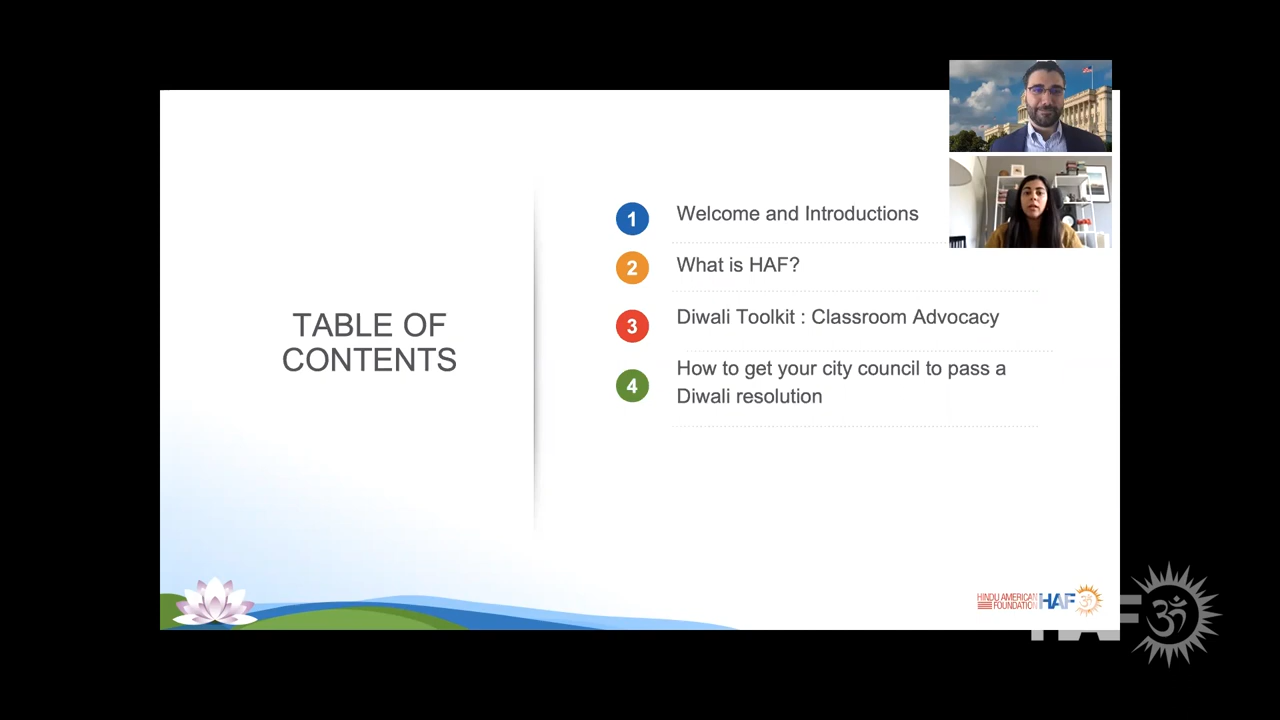 TABLE OF
CONTENTS
1
Welcome and Introductions
2
What is HAF?
3
Diwali Toolkit : Classroom Advocacy
4
How to get your city council to pass a
Diwali resolution
HINDU AMERICAN
FOUNDATION
HAF
ॐ
HAF
ॐ